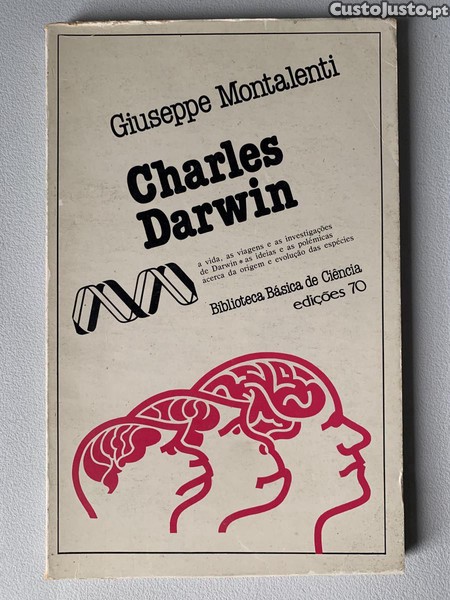 CustoJusto.pt
Giuseppe Montalenti
Charles
Darwin
a vida, as viagens e as investigações
de Darwin • as ideias e as polémicas
àcerca da origem e evolução das espécies
Biblioteca Básica de Ciência
edições 70